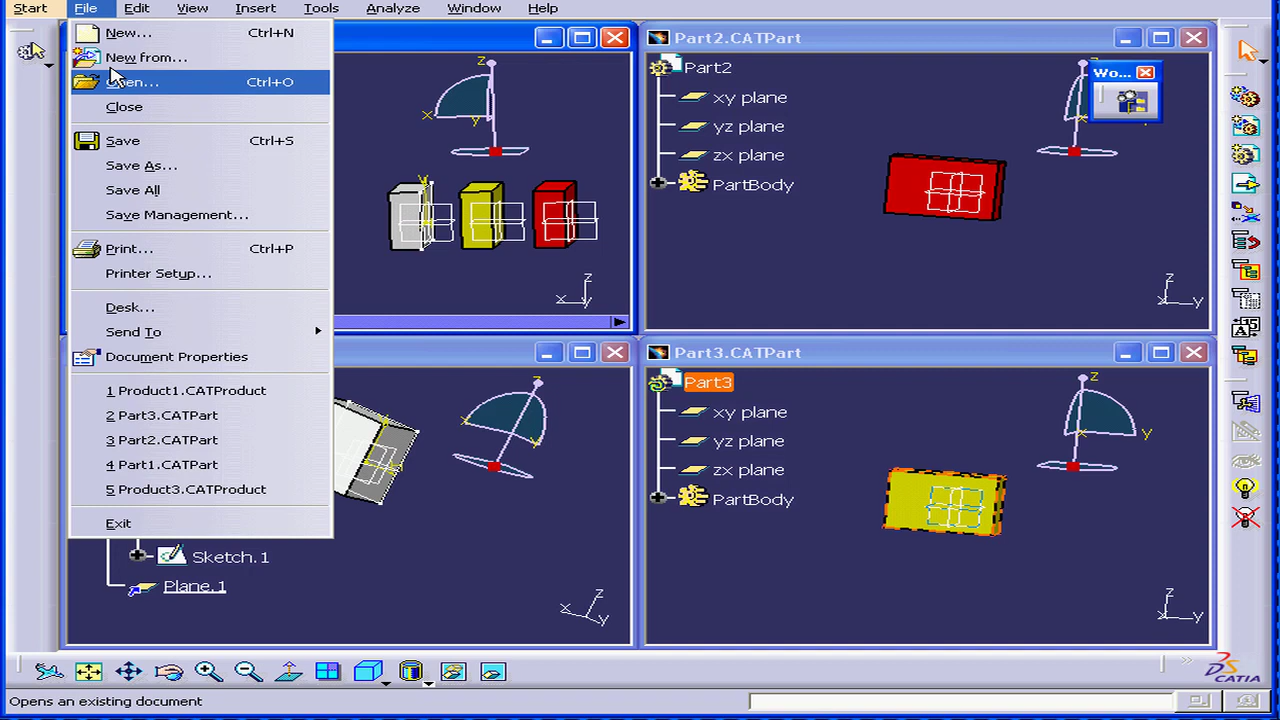 Start File Edit View Insert Tools Analyze Window Help
New... Ctrl+N
New from...
Open... Ctrl+O
Close
Save Ctrl+S
Save As...
Save All
Save Management...
Print... Ctrl+P
Printer Setup...
Desk...
Send To
Document Properties
1 Product1.CATProduct
2 Part3.CATPart
3 Part2.CATPart
4 Part1.CATPart
5 Product3.CATProduct
Exit
z
x
y
y
x
z
y
Part2.CATPart
Part2
xy plane
yz plane
zx plane
PartBody
Wo...
z
x
z
y
x
z
x
y
Sketch.1
Plane.1
z
x
y
Part3.CATPart
Part3
xy plane
yz plane
zx plane
PartBody
z
x
y
z
x
y
DS CATIA
Opens an existing document